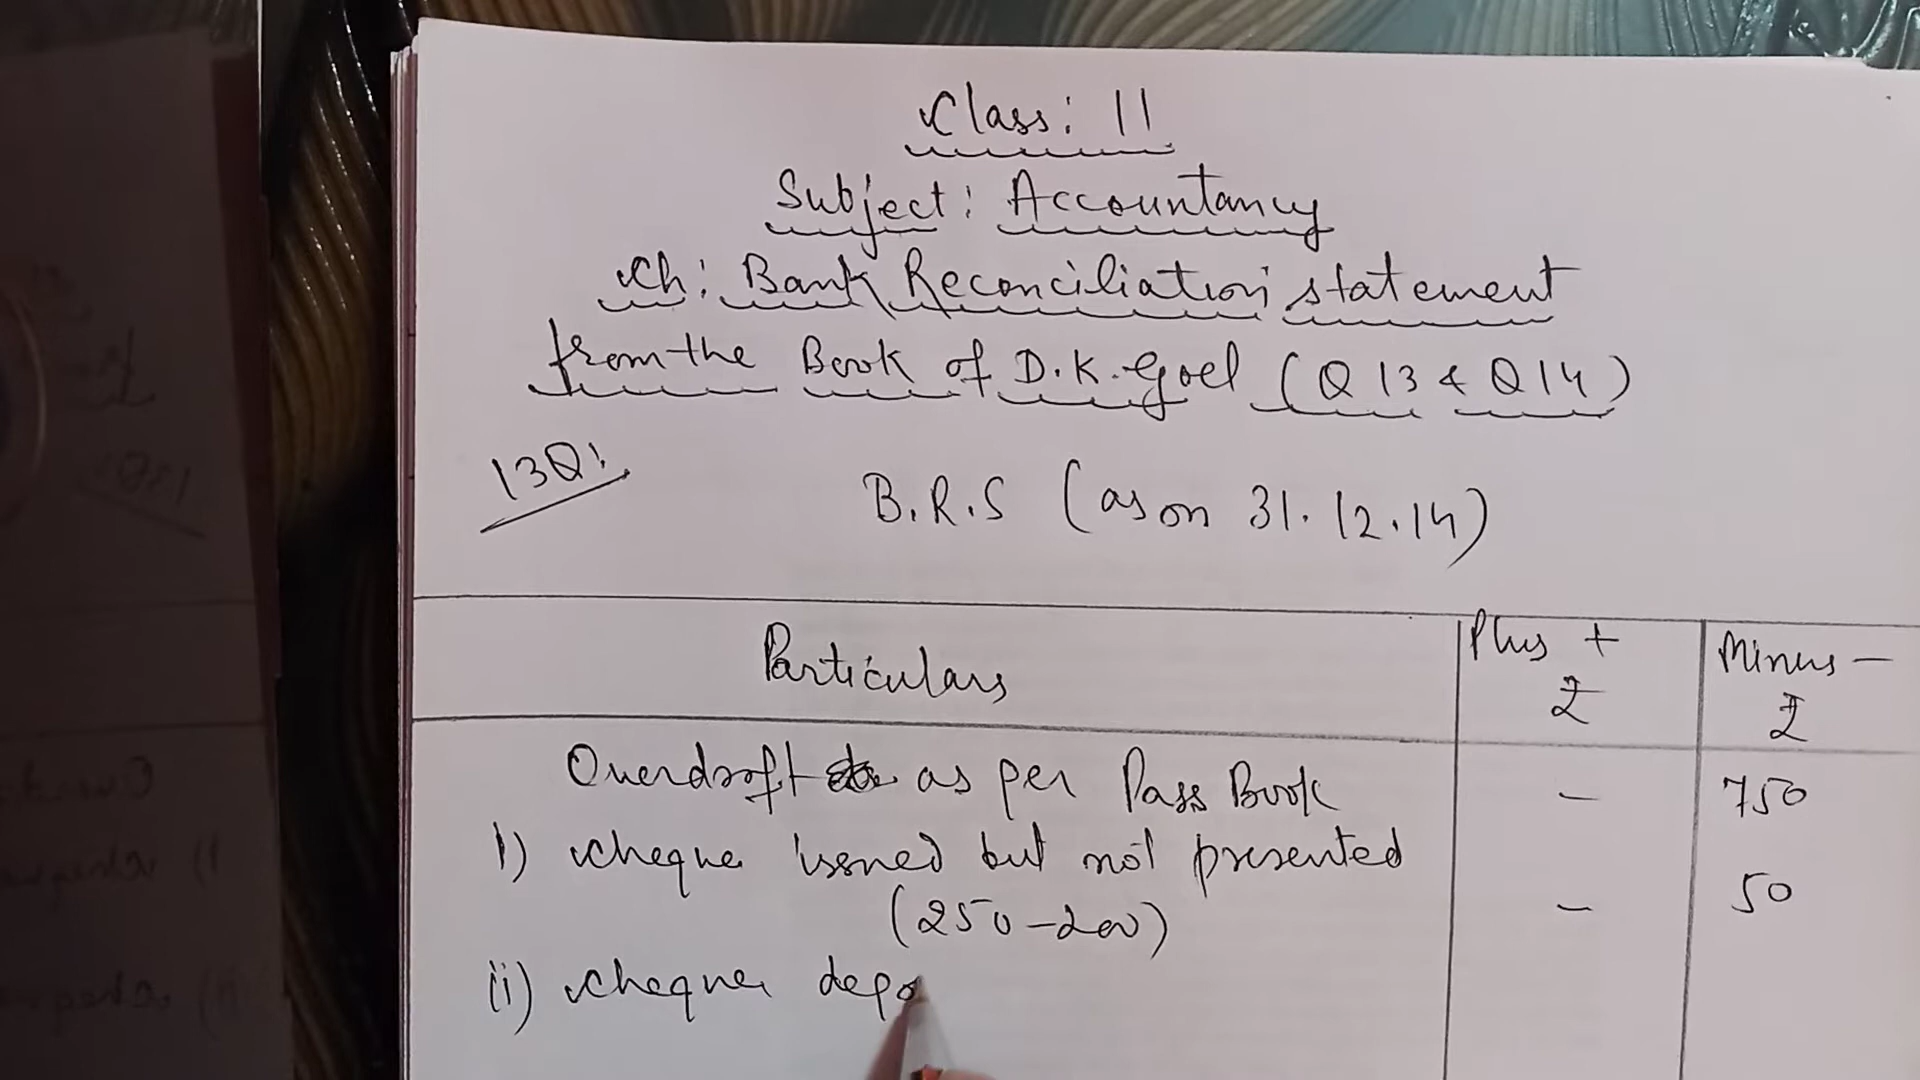 Class: 11
Subject: Accountancy
Ch: Bank Reconciliation statement
from the Book of D.K. Goel (Q 13 & Q 14)
13Q:
B.R.S (as on 31.12.14)
Particulars Plus + ₹ Minus - ₹
Overdraft as per Pass Book - 750
i) cheque issued but not presented
(250-200) - 50
(ii) cheque depo